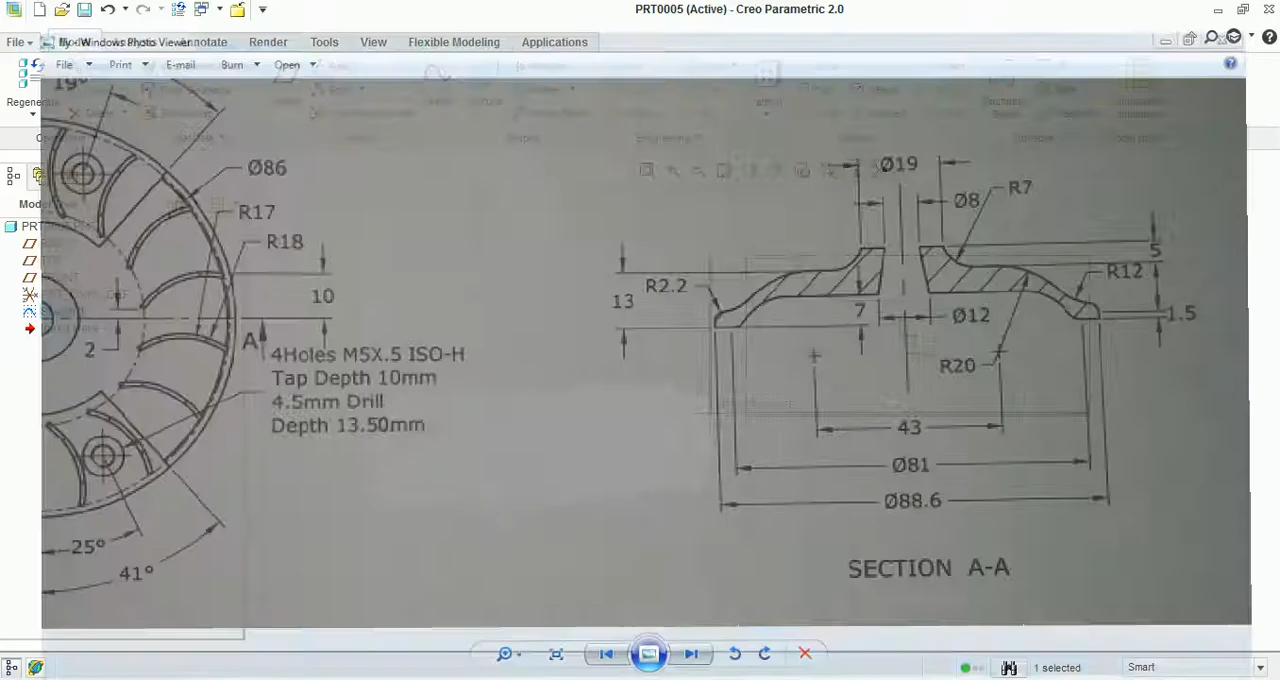 PRT0005 (Active) - Creo Parametric 2.0
File
My - Windows Photo Viewer
Annotate
Render
Tools
View
Flexible Modeling
Applications
File
Print
E-mail
Burn
Open
Regenerate
19°
Ø86
R17
R18
10
2
A
4Holes M5X.5 ISO-H
Tap Depth 10mm
4.5mm Drill
Depth 13.50mm
25°
41°
Ø19
Ø8
R7
5
R12
R2.2
13
7
Ø12
1.5
R20
43
Ø81
Ø88.6
SECTION A-A
1 selected
Smart